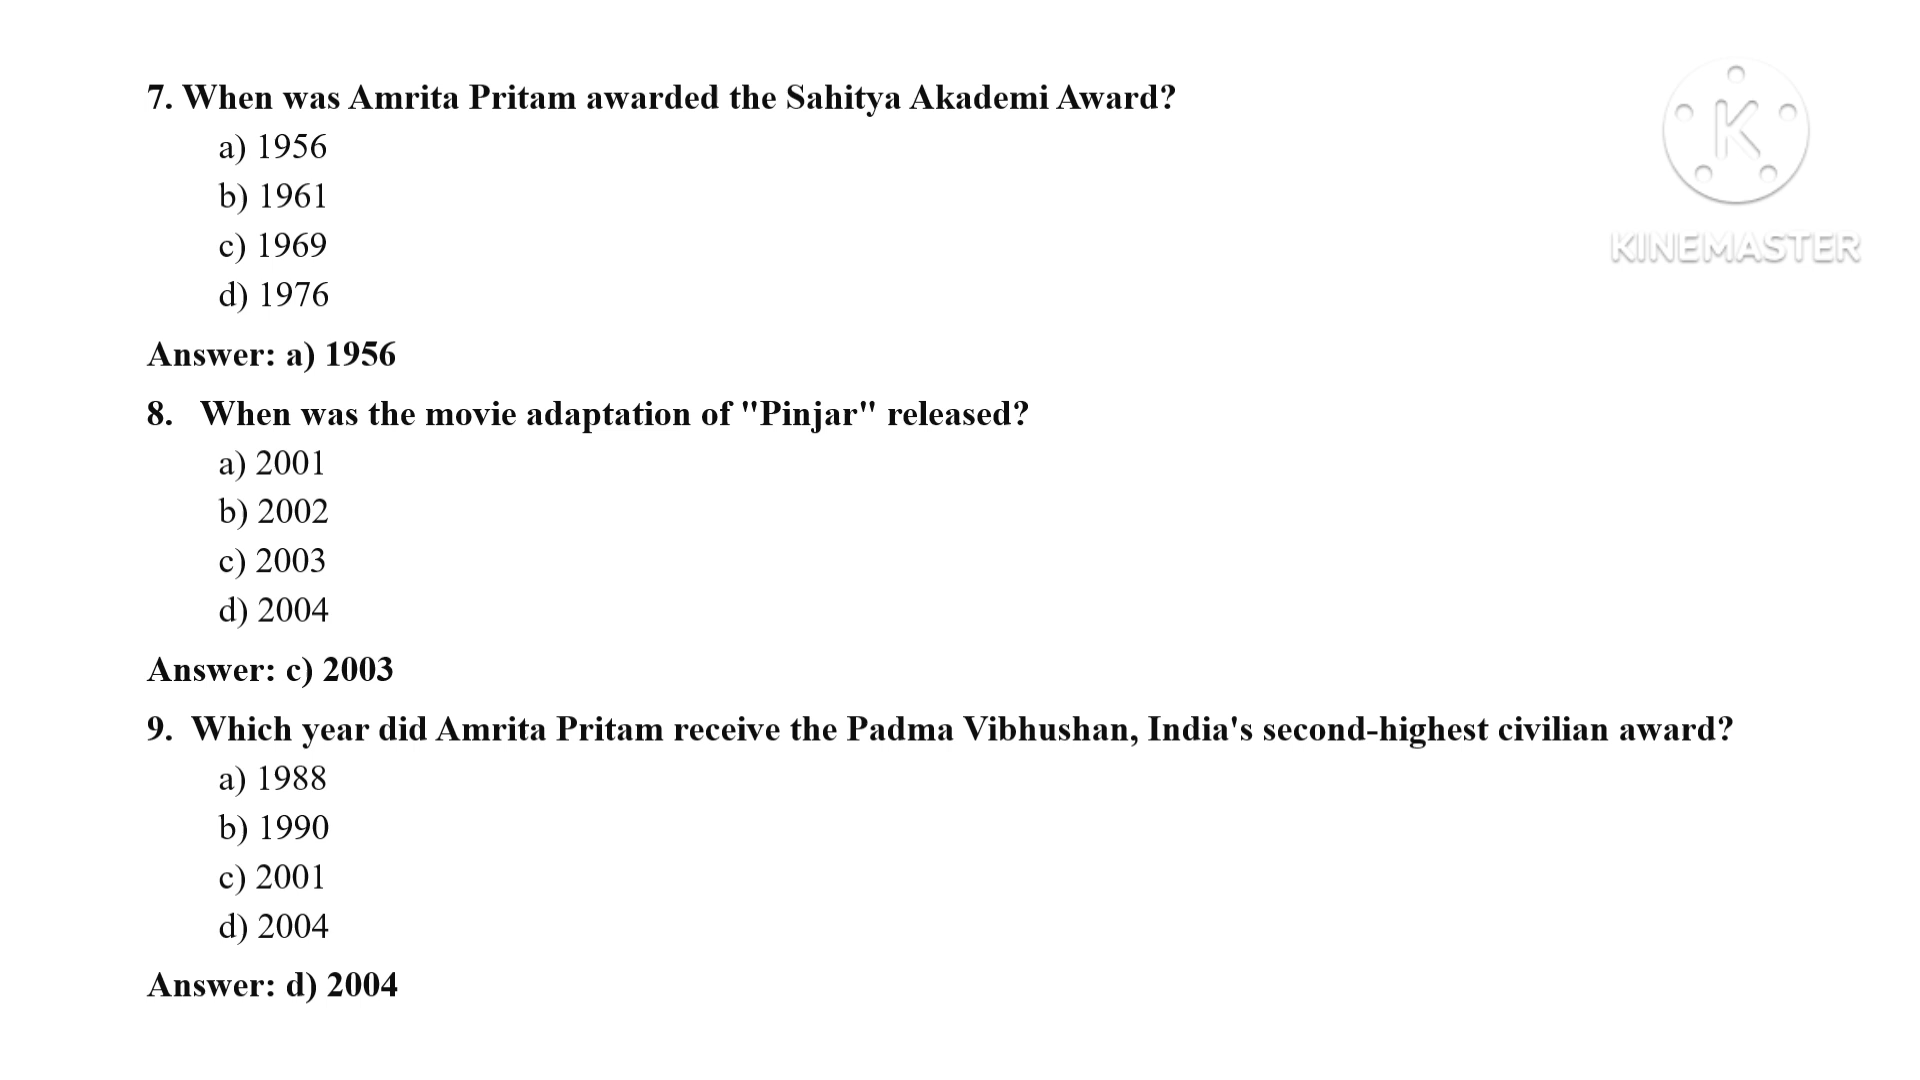 7. When was Amrita Pritam awarded the Sahitya Akademi Award?
a) 1956
b) 1961
c) 1969
d) 1976
Answer: a) 1956
8. When was the movie adaptation of "Pinjar" released?
a) 2001
b) 2002
c) 2003
d) 2004
Answer: c) 2003
9. Which year did Amrita Pritam receive the Padma Vibhushan, India's second-highest civilian award?
a) 1988
b) 1990
c) 2001
d) 2004
Answer: d) 2004
K
KINEMASTER